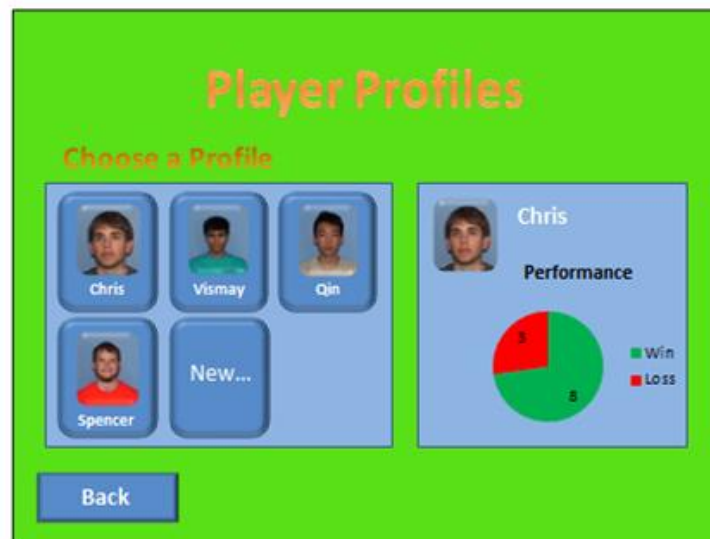 Player Profiles
Choose a Profile
Chris
Vismay
Qin
Spencer
New...
Chris
Performance
3
8
Win
Loss
Back